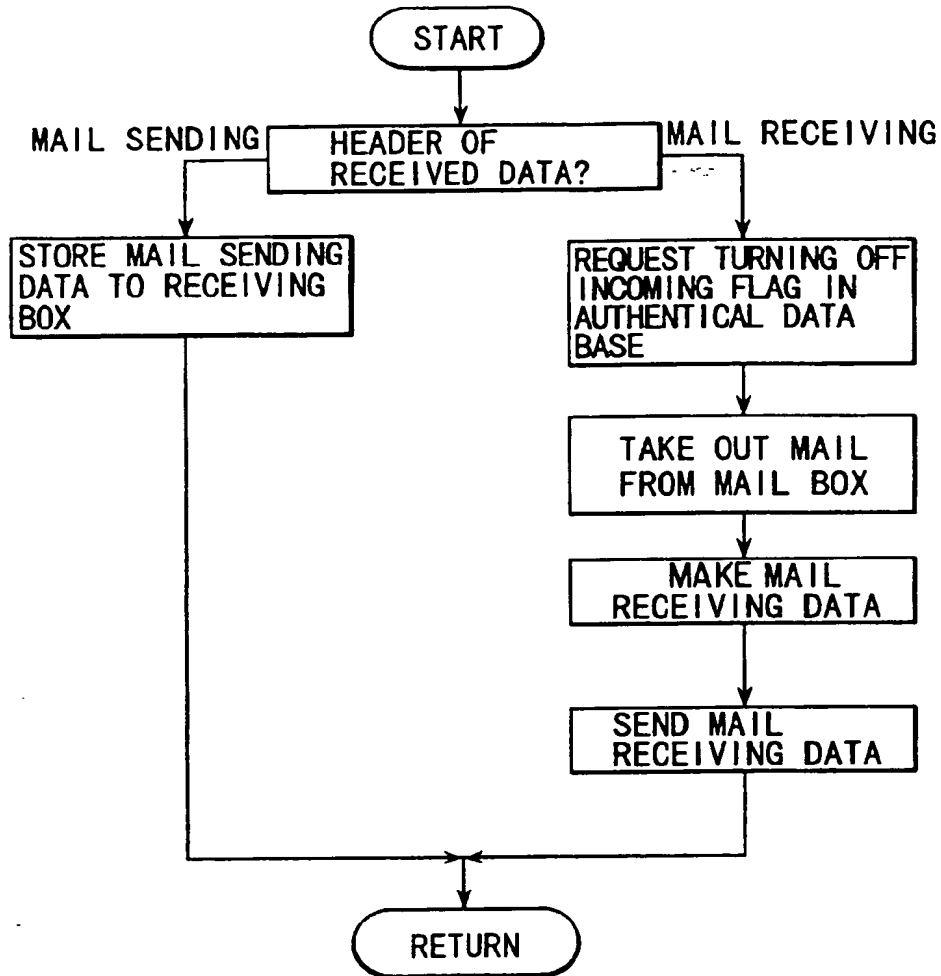 START
MAIL SENDING
HEADER OF
RECEIVED DATA?
MAIL RECEIVING
STORE MAIL SENDING
DATA TO RECEIVING
BOX
REQUEST TURNING OFF
INCOMING FLAG IN
AUTHENTICAL DATA
BASE
TAKE OUT MAIL
FROM MAIL BOX
MAKE MAIL
RECEIVING DATA
SEND MAIL
RECEIVING DATA
RETURN